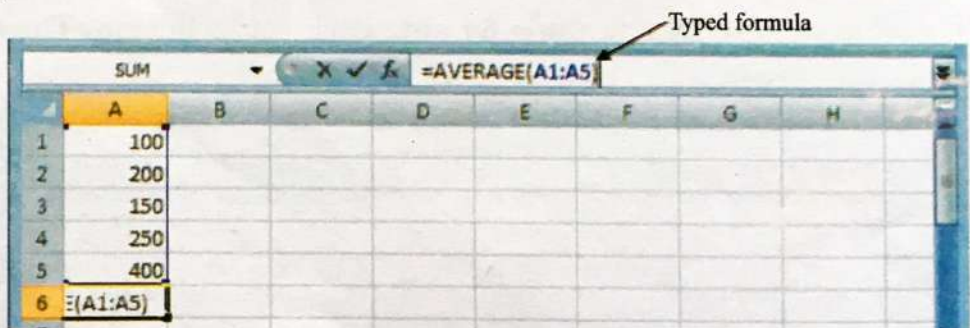 Typed formula
SUM =AVERAGE(A1:A5)
A B C D E F G H
1 100
2 200
3 150
4 250
5 400
6 E(A1:A5)